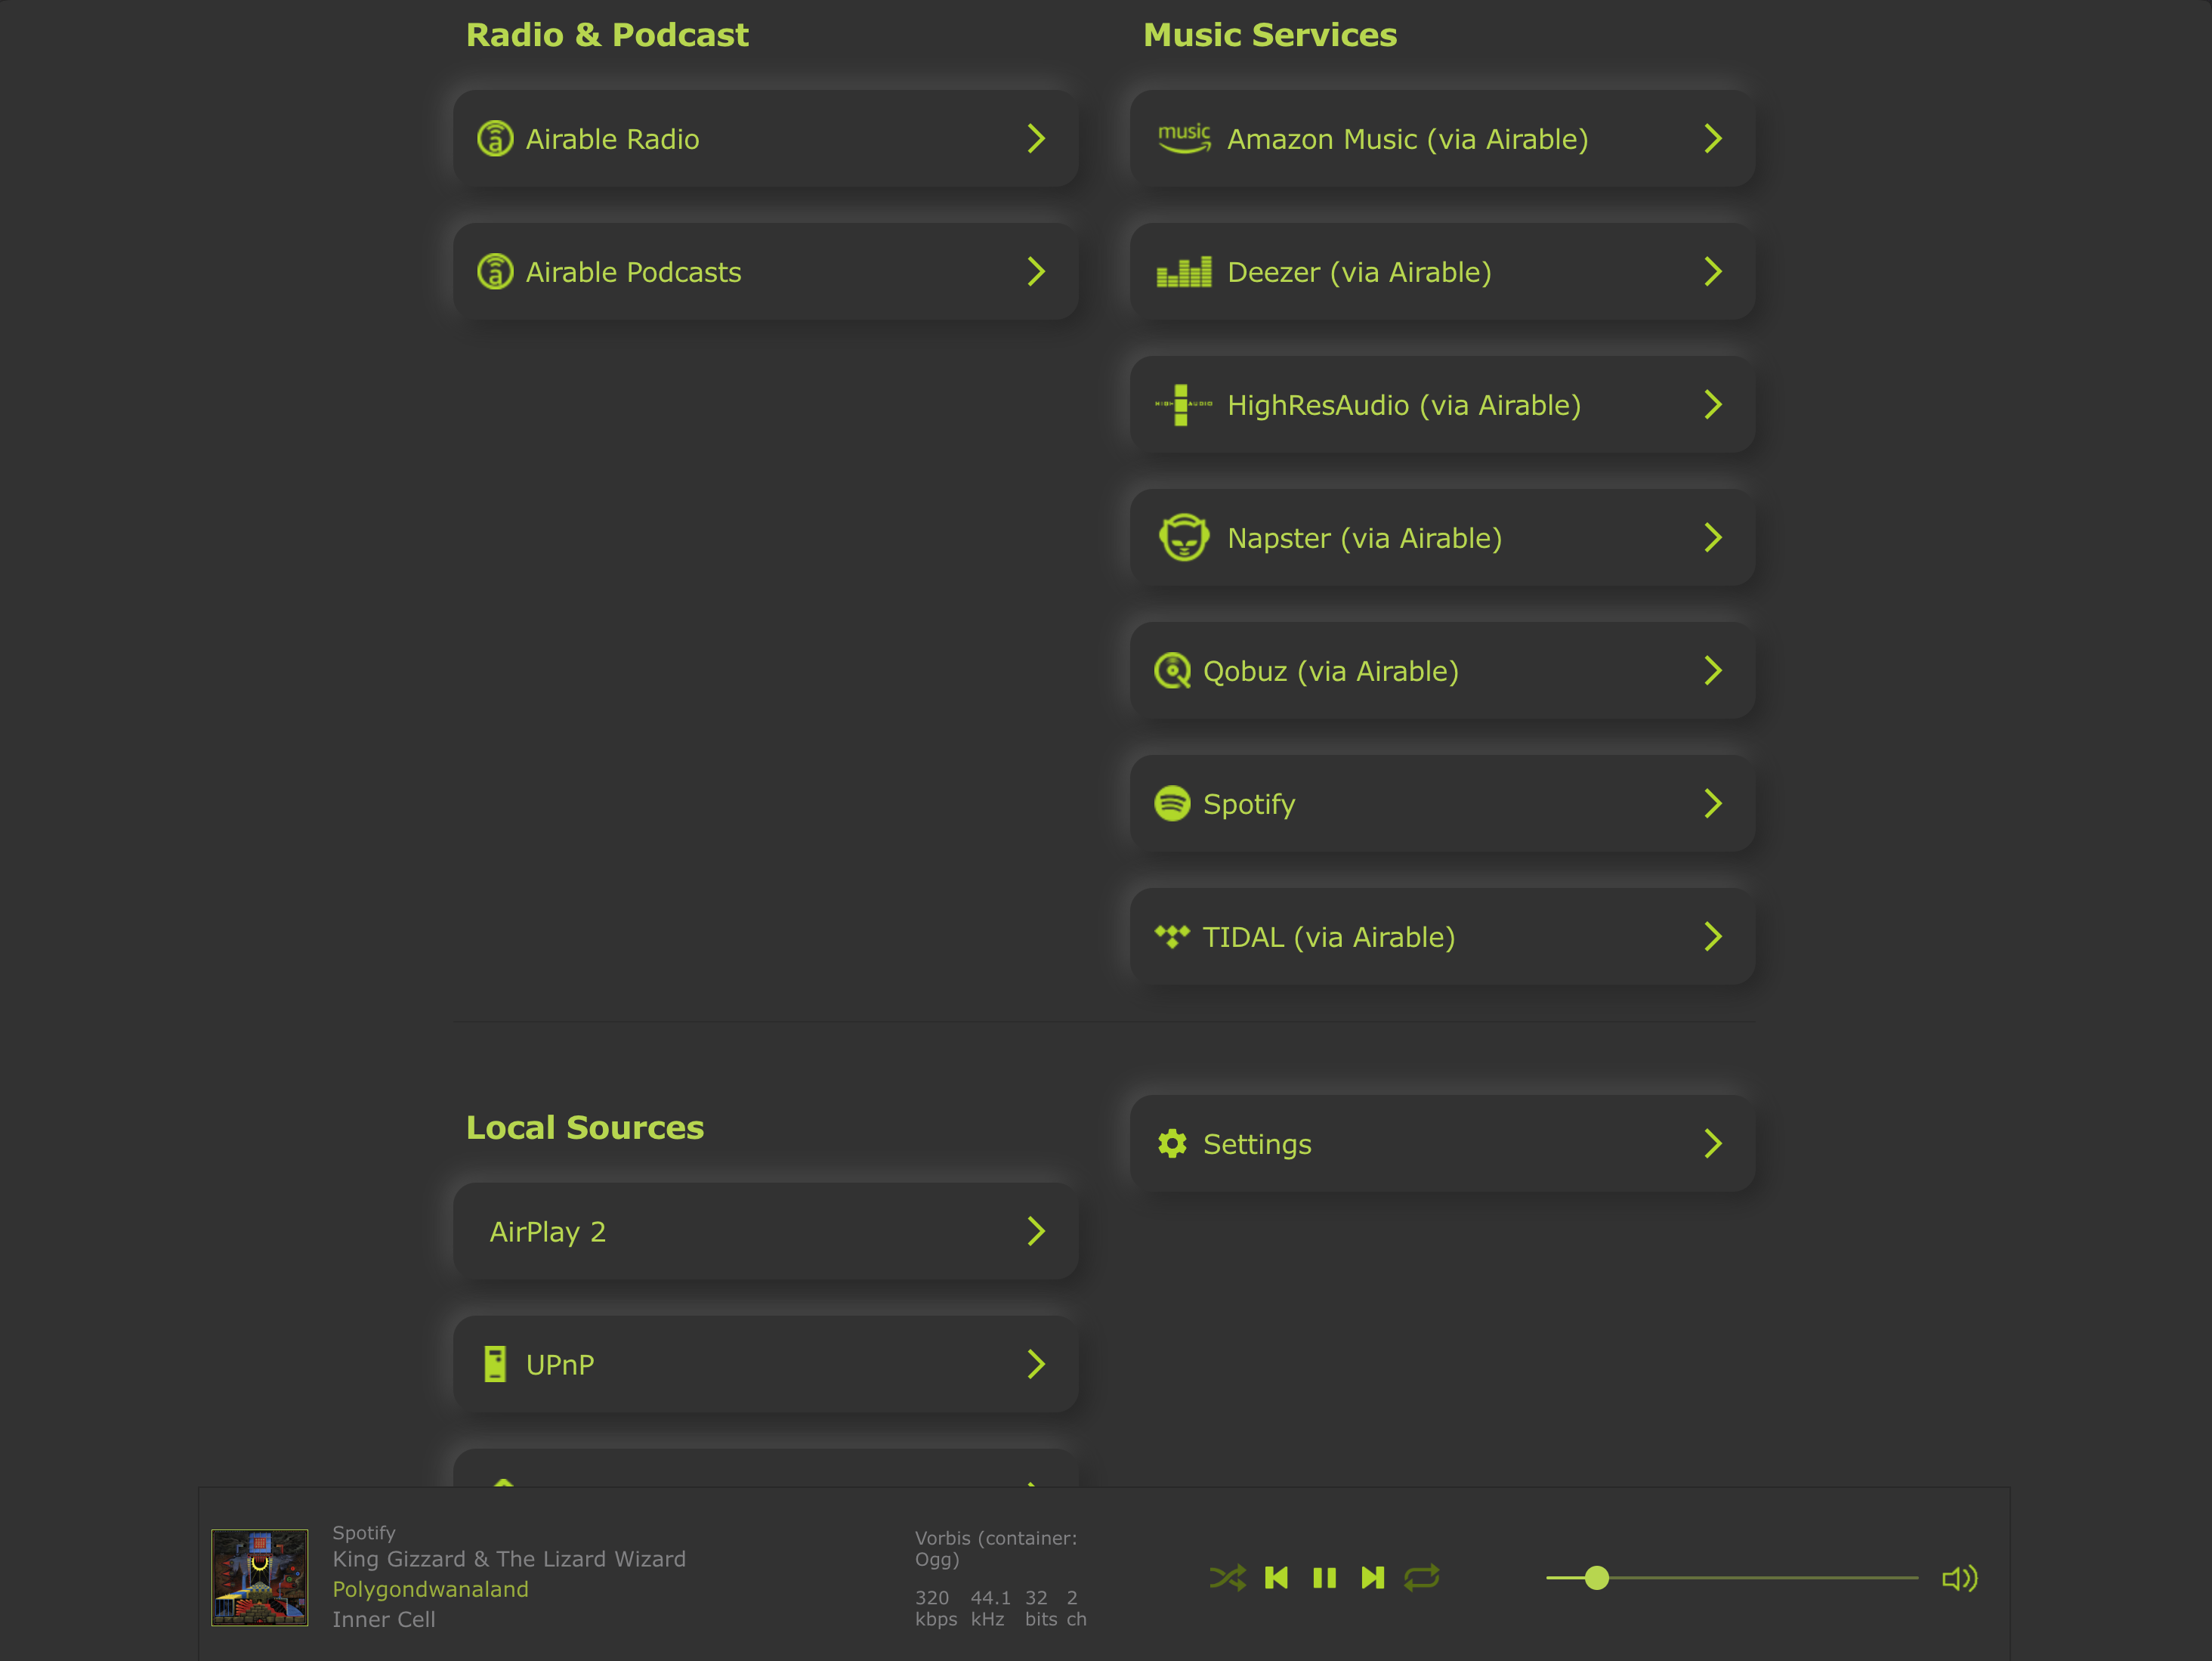 Radio & Podcast
Airable Radio
Airable Podcasts
Music Services
music
Amazon Music (via Airable)
Deezer (via Airable)
HIGH AUDIO
HighResAudio (via Airable)
Napster (via Airable)
Qobuz (via Airable)
Spotify
TIDAL (via Airable)
Local Sources
AirPlay 2
UPnP
Settings
Spotify
King Gizzard & The Lizard Wizard
Polygondwanaland
Inner Cell
Vorbis (container:
Ogg)
320 44.1 32 2
kbps kHz bits ch